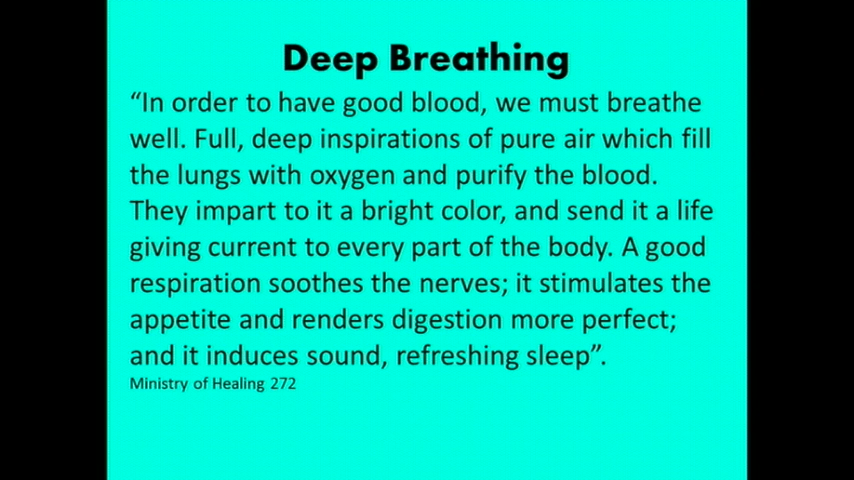 Deep Breathing
“In order to have good blood, we must breathe
well. Full, deep inspirations of pure air which fill
the lungs with oxygen and purify the blood.
They impart to it a bright color, and send it a life
giving current to every part of the body. A good
respiration soothes the nerves; it stimulates the
appetite and renders digestion more perfect;
and it induces sound, refreshing sleep”.
Ministry of Healing 272